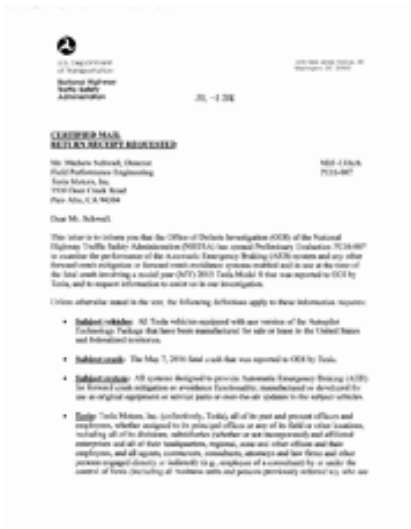 U.S. Department
of Transportation
National Highway
Traffic Safety
Administration
CERTIFIED MAIL
RETURN RECEIPT REQUESTED
Mr. Matthew Schwall, Director
Field Performance Engineering
Tesla Motors, Inc.
Deer Creek Road
Palo Alto, CA 94304
PE16-007
Dear Mr. Schwall:
This letter is to inform you that the Office of Defects Investigation (ODI) of the National
Highway Traffic Safety Administration (NHTSA) has opened Preliminary Evaluation PE16-007
to examine the performance of the Automatic Emergency Braking (AEB) system and any other
forward crash mitigation or forward crash avoidance systems enabled and in use at the time of
the fatal crash involving a model year (MY) 2015 Tesla Model S that was reported to ODI by
Tesla, and to request information to assist us in our investigation.
Unless otherwise stated in the text, the following definitions apply to these information requests:
• Subject vehicles: All Tesla vehicles equipped with any version of the Autopilot
Technology Package that have been manufactured for sale or lease in the United States
and federalized territories.
• Subject crash: The May 7, 2016 fatal crash that was reported to ODI by Tesla.
• Subject system: All systems designed to provide Automatic Emergency Braking (AEB)
for forward crash mitigation or avoidance functionality, manufactured or developed for
use as original equipment or service parts or over-the-air updates in the subject vehicles.
• Tesla: Tesla Motors, Inc. (collectively, Tesla), all of its past and present officers and
employees, whether assigned to its principal offices or any of its field or other locations,
including all of its divisions, subsidiaries (whether or not incorporated) and affiliated
enterprises and all of their headquarters, regional, zone and other offices and their
employees, and all agents, contractors, consultants, attorneys and law firms and other
persons engaged directly or indirectly (e.g., employee of a consultant) by or under the
control of Tesla (including all business units and persons previously referred to), who are